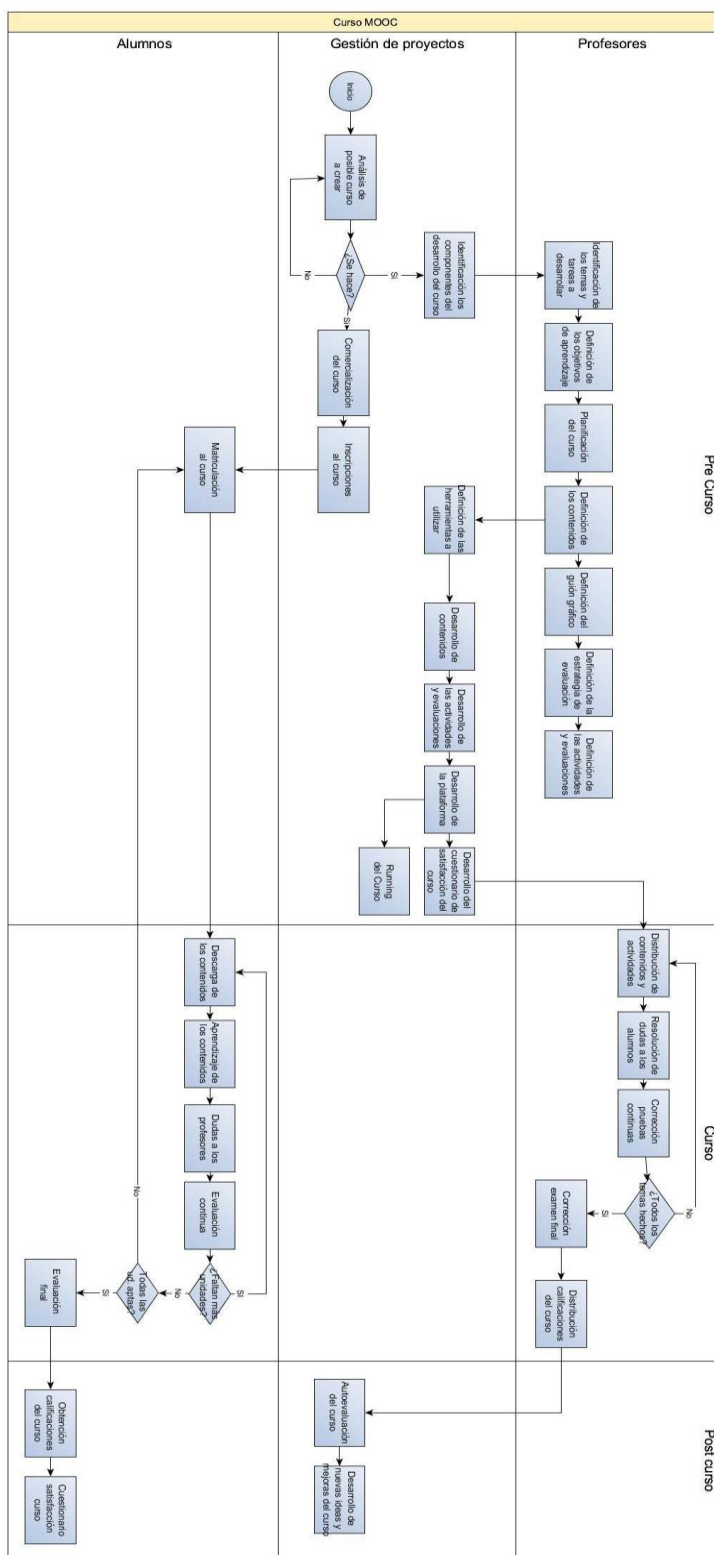 Curso MOOC
Alumnos
Gestión de proyectos
Profesores
Pre Curso
Inicio
Análisis de
posible curso
a crear
¿Se hace?
No
Sí
Sí
Identificación los
componentes del
desarrollo del curso
Identificación de
los temas y
tareas a
desarrollar
Definición de
los objetivos
de aprendizaje
Planificación
del curso
Definición de
los contenidos
Definición del
guión gráfico
Definición de la
estrategia de
evaluación
Definición de
las actividades
y evaluaciones
Comercialización
del curso
Inscripciones
al curso
Matriculación
al curso
Definición de las
herramientas a
utilizar
Desarrollo de
contenidos
Desarrollo de
las actividades
y evaluaciones
Desarrollo de
la plataforma
Desarrollo del
cuestionario de
satisfacción del
curso
Running
del Curso
Curso
Distribución de
contenidos y
actividades
Resolución de
dudas a los
alumnos
Corrección
pruebas
continuas
¿Todos los
temas hechos?
No
Sí
Corrección
examen final
Distribución
calificaciones
del curso
Descarga de
los contenidos
Aprendizaje de
los contenidos
Dudas a los
profesores
Evaluación
continua
¿Faltan más
unidades?
Sí
No
Todas las
ud. aptas?
No
Sí
Evaluación
final
Post curso
Autoevaluación
del curso
Desarrollo de
nuevas ideas y
mejoras del curso
Obtención
calificaciones
del curso
Cuestionario
satisfacción
curso